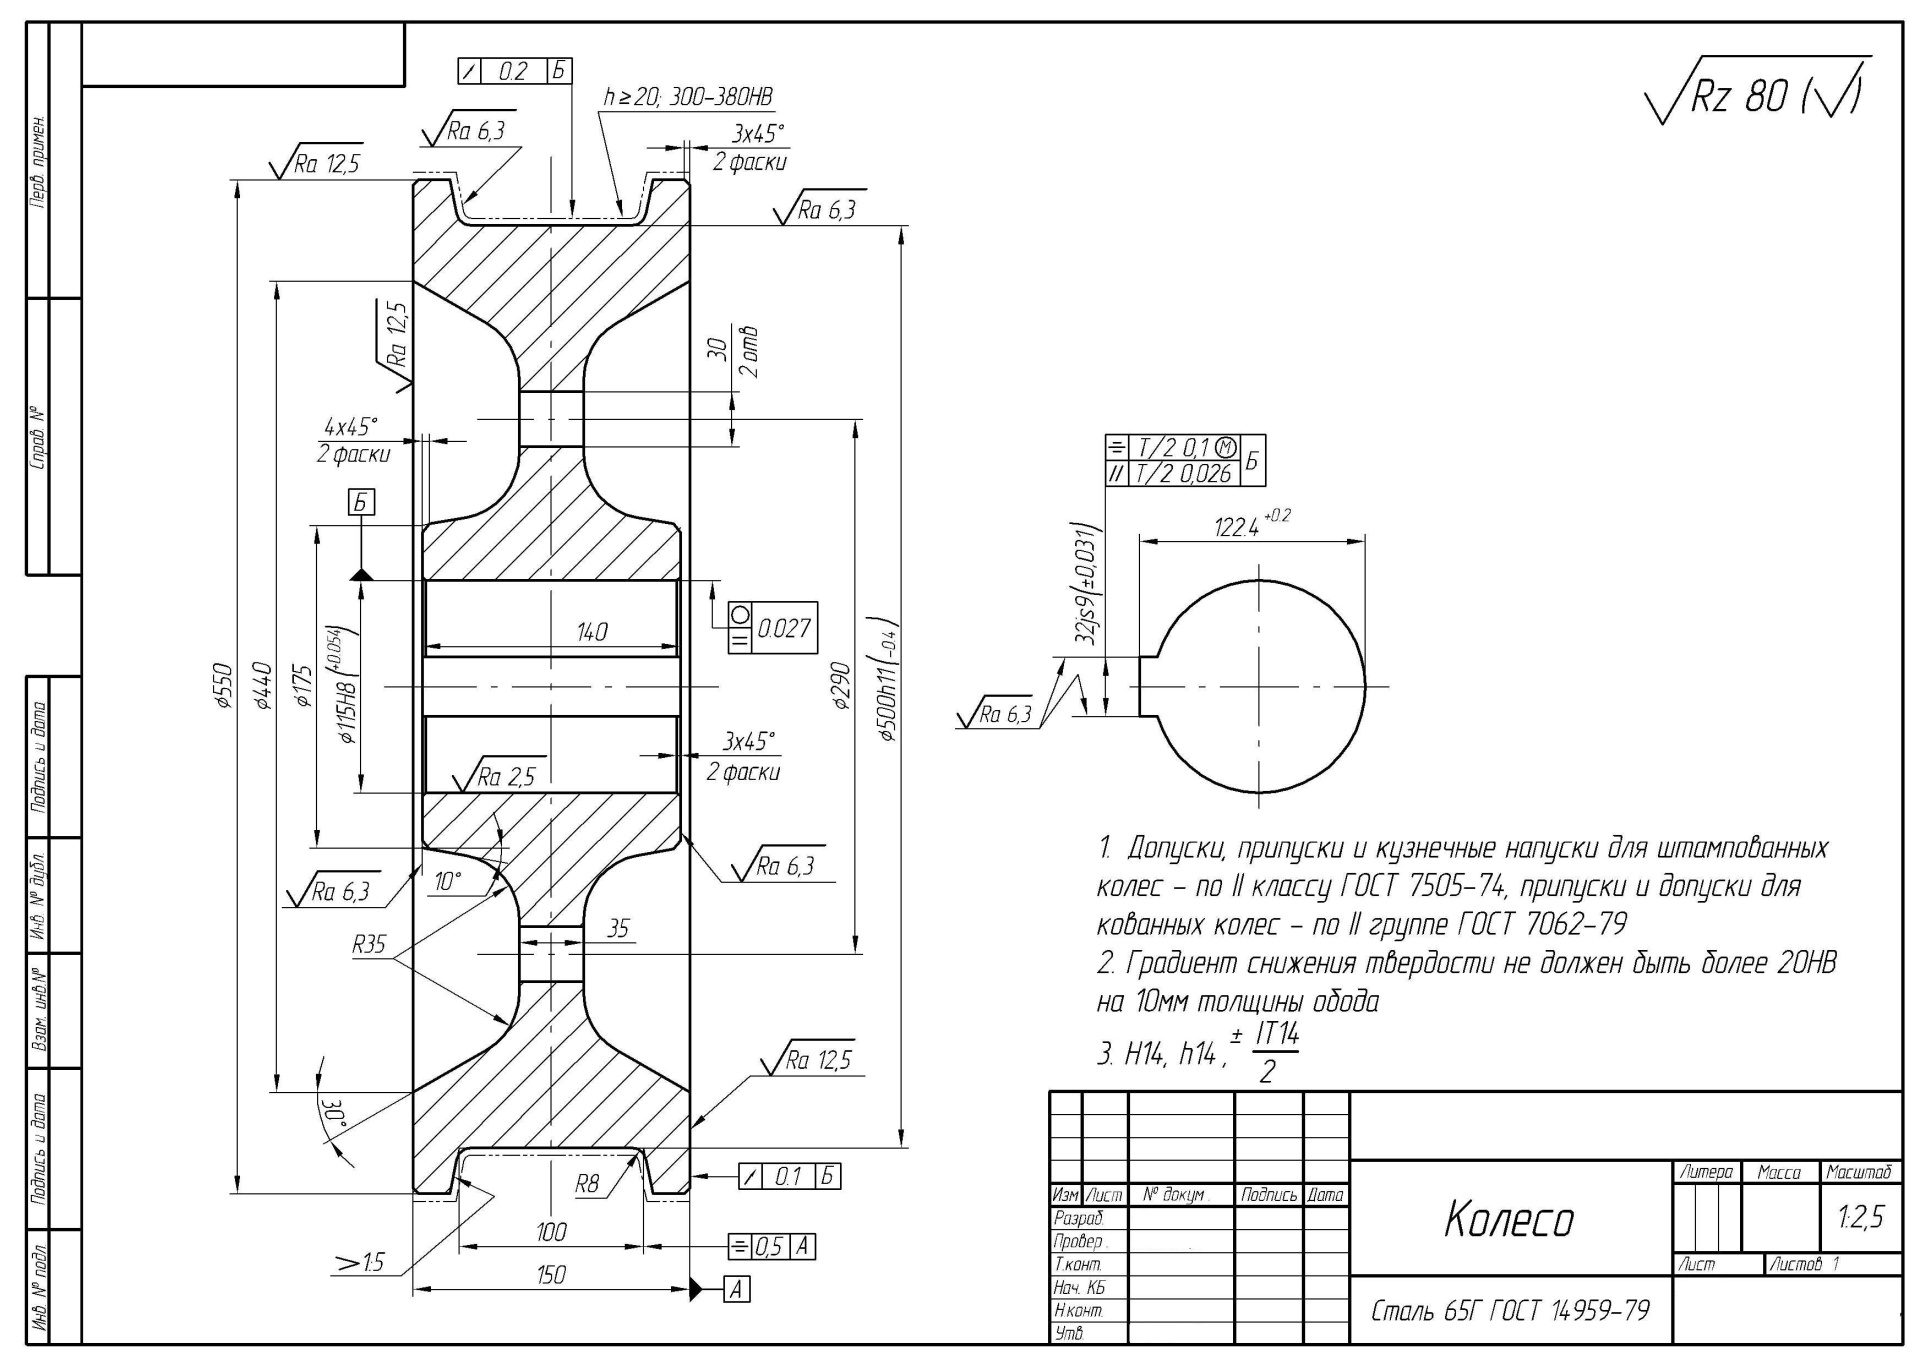 Перв. примен.
Справ. №
Подпись и дата
Инв. № дубл.
Взам. инв.№
Подпись и дата
Инв. № подл
0.2 Б
h≥20; 300-380HB
Ra 6,3
3x45°
2 фаски
Ra 12,5
Rz 80 (√)
Ra 6,3
Ra 12,5
30
2 отв
4x45°
2 фаски
Б
T/2 0,1 M
Б
T/2 0,026
122.4 +0.2
32js9(±0,031)
0.027
140
⌀550
⌀440
⌀175
⌀115H8(+0.054)
⌀290
⌀500h11(-0.4)
Ra 6,3
3x45°
2 фаски
Ra 2,5
Ra 6,3
Ra 6,3
10°
R35
35
1. Допуски, припуски и кузнечные напуски для штампованных
колес – по II классу ГОСТ 7505-74, припуски и допуски для
кованных колес – по II группе ГОСТ 7062-79
2. Градиент снижения твердости не должен быть более 20HB
на 10мм толщины обода
3. H14, h14, ± IT14
2
Ra 12,5
30°
R8
0.1 Б
100
0,5 А
>1:5
150
А
Изм Лист № докум. Подпись Дата
Разраб.
Провер.
Т.конт.
Нач. КБ
Н.конт.
Утв.
Колесо
Литера Масса Масштаб
1:2,5
Лист Листов 1
Сталь 65Г ГОСТ 14959-79